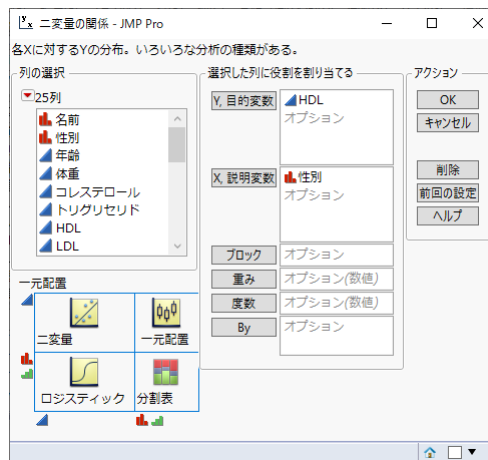 二変量の関係 - JMP Pro
各Xに対するYの分布。いろいろな分析の種類がある。
列の選択
25列
名前
性別
年齢
体重
コレステロール
トリグリセリド
HDL
LDL
選択した列に役割を割り当てる
Y, 目的変数
HDL
オプション
X, 説明変数
性別
オプション
ブロック
オプション
重み
オプション(数値)
度数
オプション(数値)
By
オプション
アクション
OK
キャンセル
削除
前回の設定
ヘルプ
一元配置
二変量
一元配置
ロジスティック
分割表